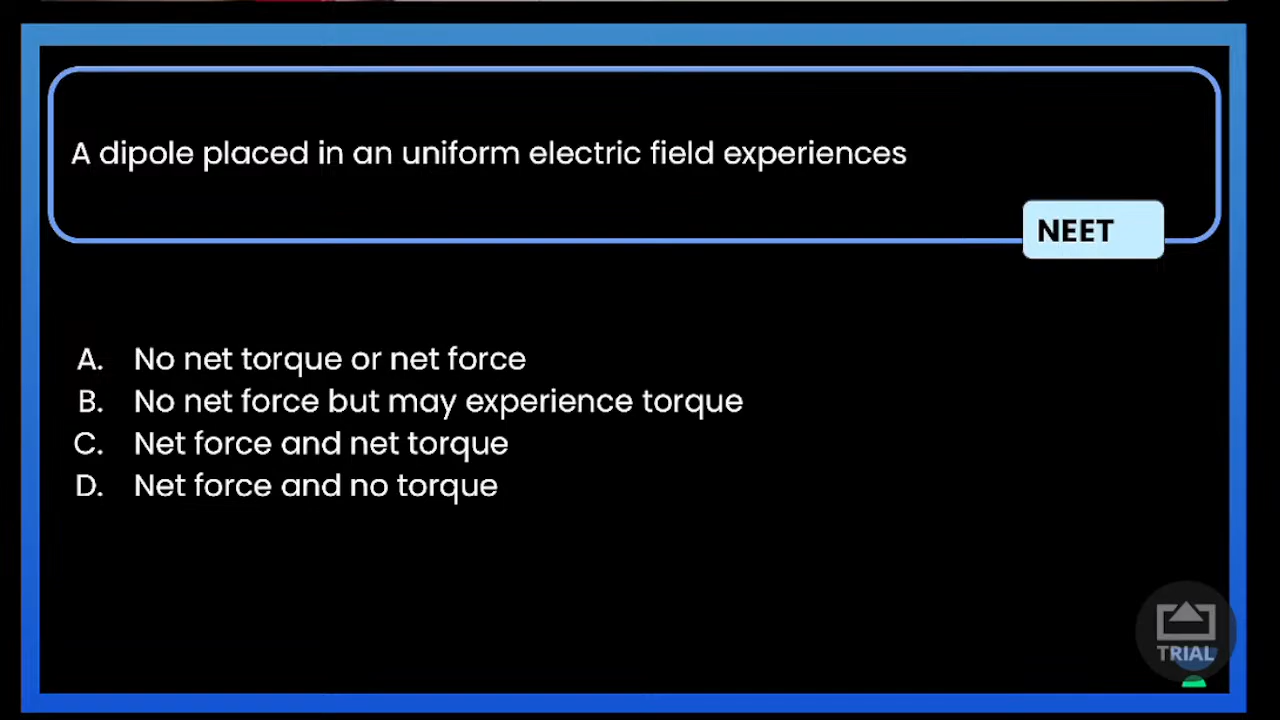 A dipole placed in an uniform electric field experiences
NEET
A. No net torque or net force
B. No net force but may experience torque
C. Net force and net torque
D. Net force and no torque
TRIAL